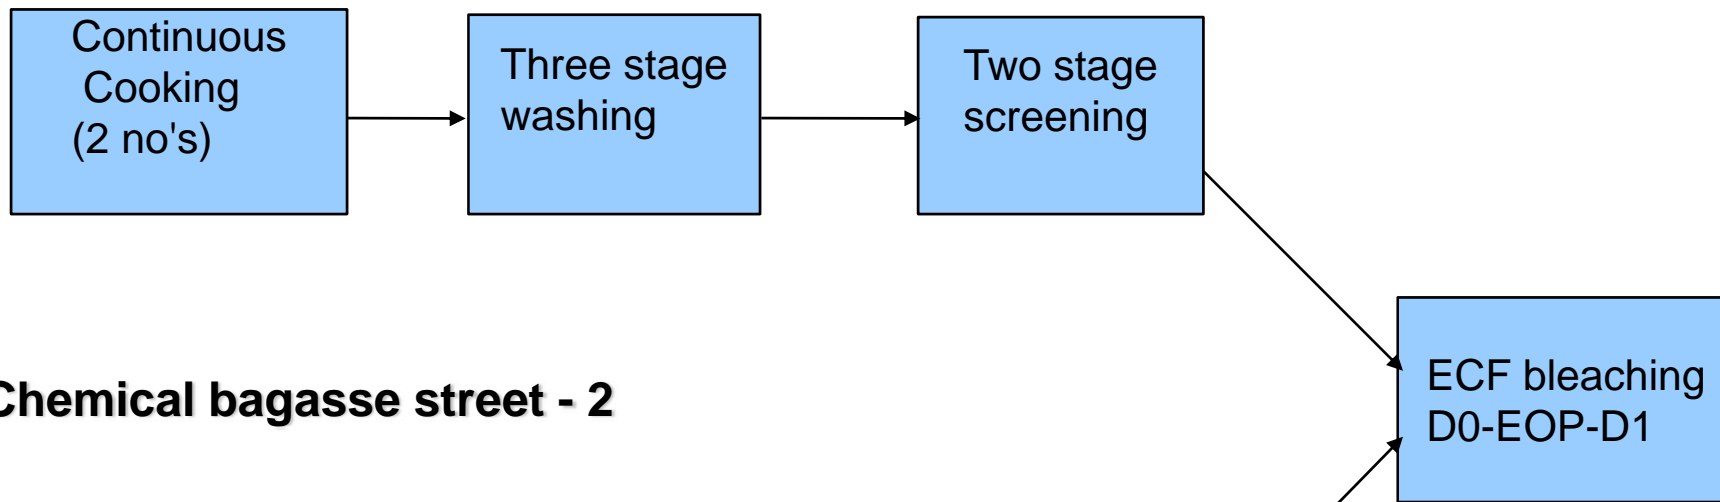 Continuous
Cooking
(2 no's)
Three stage
washing
Two stage
screening
Chemical bagasse street - 2
ECF bleaching
D0-EOP-D1